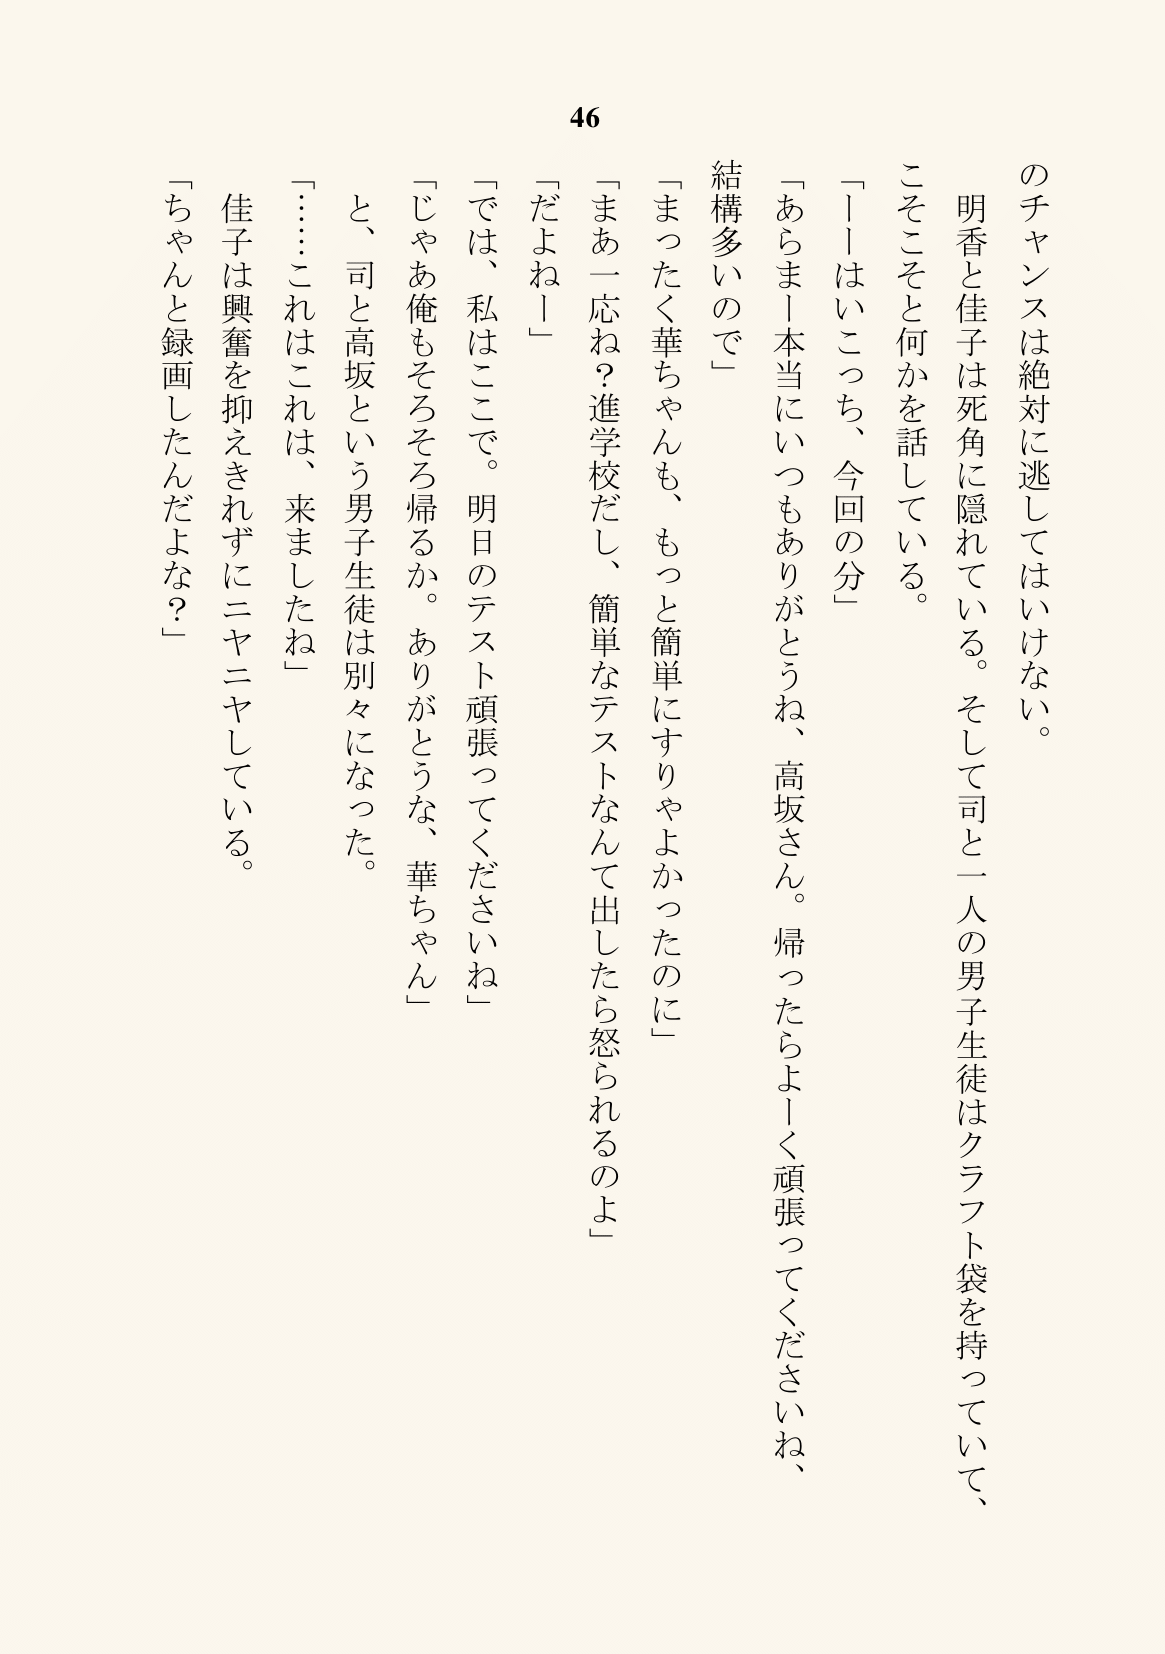 46
のチャンスは絶対に逃してはいけない。
　明香と佳子は死角に隠れている。そして司と一人の男子生徒はクラフト袋を持っていて、
こそこそと何かを話している。
「ーーはいこっち、今回の分」
「あらまー本当にいつもありがとうね、高坂さん。帰ったらよーく頑張ってくださいね、
結構多いので」
「まったく華ちゃんも、もっと簡単にすりゃよかったのに」
「まあ一応ね？進学校だし、簡単なテストなんて出したら怒られるのよ」
「だよねー」
「では、私はここで。明日のテスト頑張ってくださいね」
「じゃあ俺もそろそろ帰るか。ありがとうな、華ちゃん」
　と、司と高坂という男子生徒は別々になった。
「……これはこれは、来ましたね」
　佳子は興奮を抑えきれずにニヤニヤしている。
「ちゃんと録画したんだよな？」